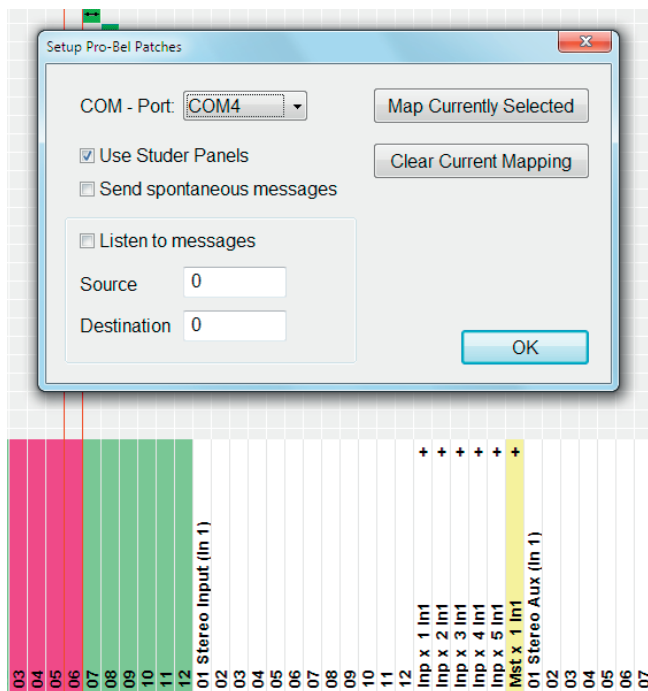 Setup Pro-Bel Patches
COM - Port: COM4
Map Currently Selected
Use Studer Panels
Clear Current Mapping
Send spontaneous messages
Listen to messages
Source 0
Destination 0
OK
03
04
05
06
07
08
09
10
11
12
01 Stereo Input (In 1)
02
03
04
05
06
07
08
09
10
11
12
Inp x 1 In1 +
Inp x 2 In1 +
Inp x 3 In1 +
Inp x 4 In1 +
Inp x 5 In1 +
Mst x 1 In1 +
01 Stereo Aux (In 1)
02
03
04
05
06
07